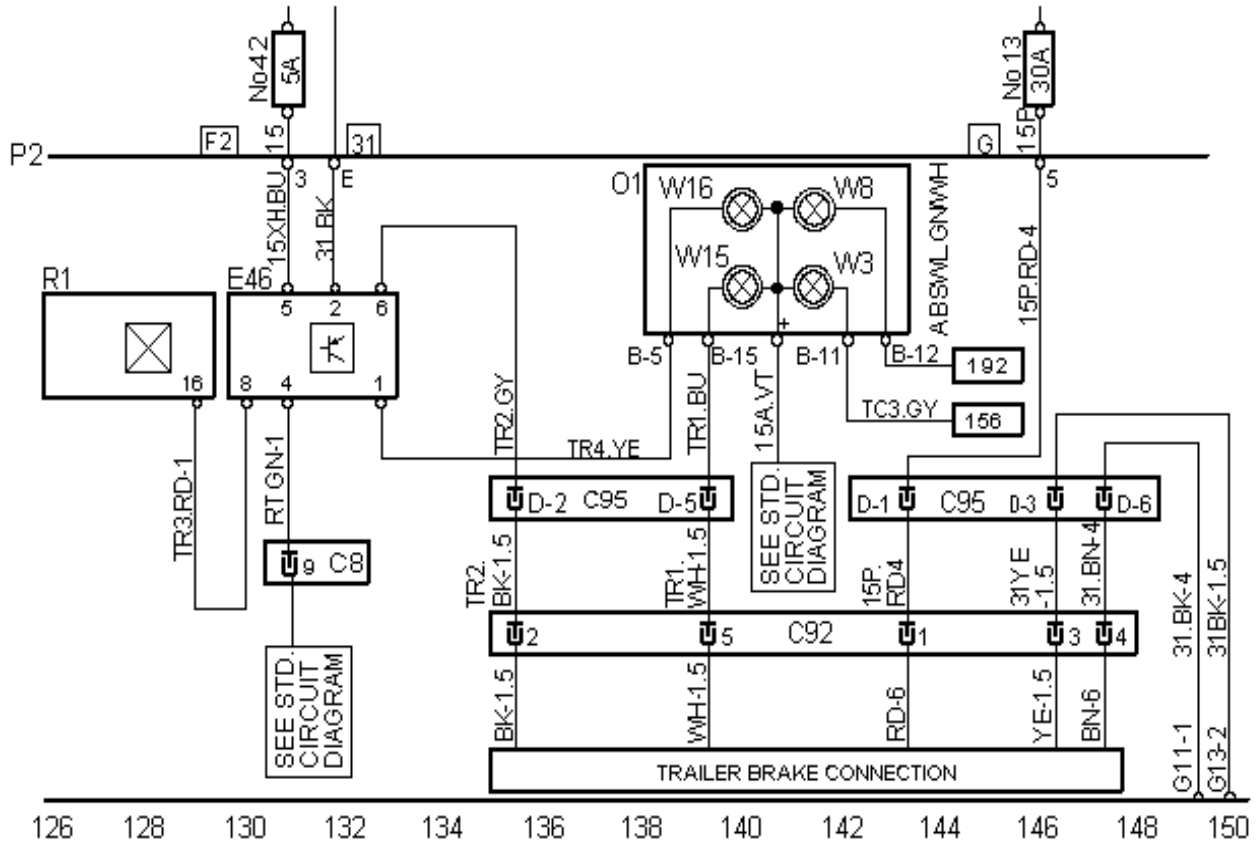 No42
5A
No13
30A
P2
F2
15
31
G
15P
3
E
5
15XH.BU
31.BK
O1
W16
W8
W15
W3
+
ABSWL.GN/WH
15P.RD-4
R1
16
E46
5
2
6
8
4
1
B-5
B-15
B-11
B-12
192
TC3.GY
156
TR3.RD-1
RTGN-1
TR2.GY
TR4.YE
TR1.BU
15A.VT
SEE STD.
CIRCUIT
DIAGRAM
D-2
C95
D-5
D-1
C95
D-3
D-6
9
C8
TR2.
BK-1.5
TR1.
WH-1.5
15P.
RD4
31YE
-1.5
31.BN-4
31.BK-4
31BK-1.5
2
5
C92
1
3
4
SEE STD.
CIRCUIT
DIAGRAM
BK-1.5
WH-1.5
RD-6
YE-1.5
BN-6
G11-1
G13-2
TRAILER BRAKE CONNECTION
126 128 130 132 134 136 138 140 142 144 146 148 150